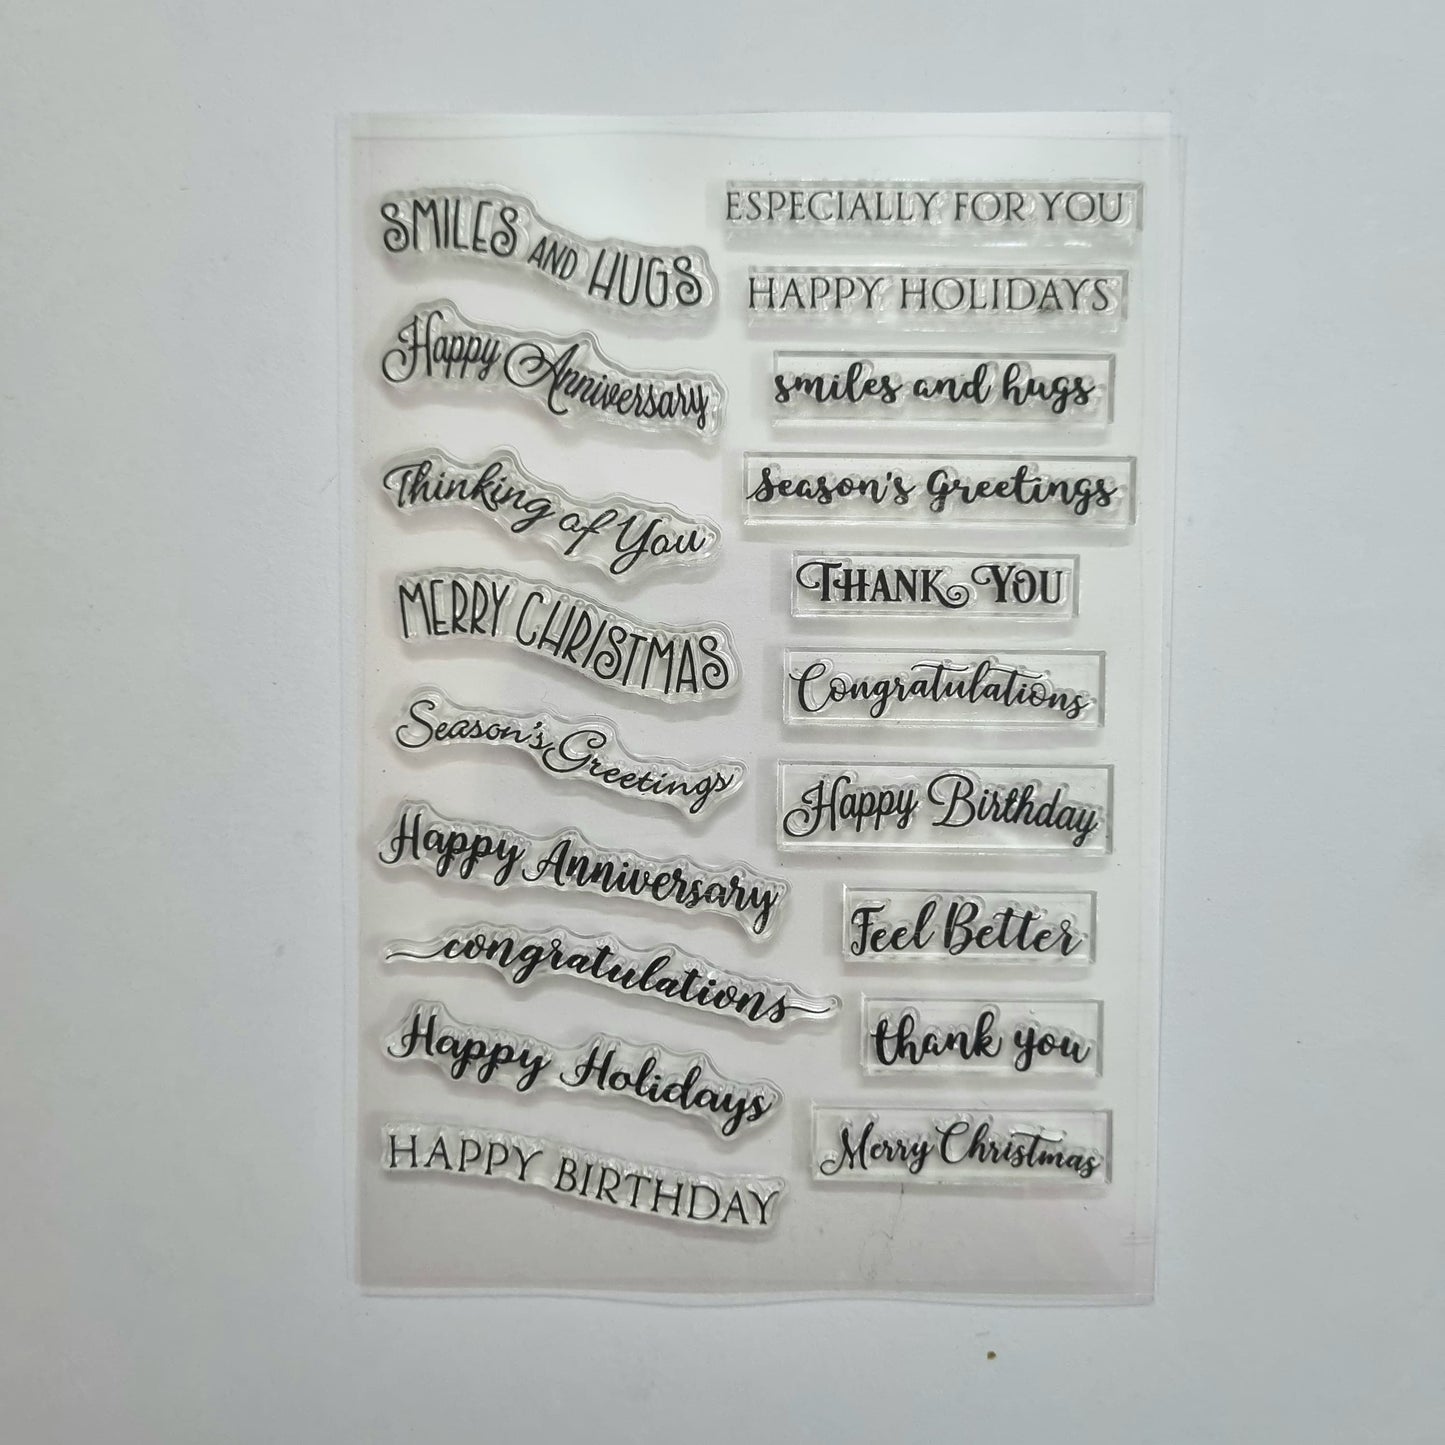 SMILES AND HUGS
Happy Anniversary
Thinking of You
MERRY CHRISTMAS
Season's Greetings
Happy Anniversary
congratulations
Happy Holidays
HAPPY BIRTHDAY
ESPECIALLY FOR YOU
HAPPY HOLIDAYS
smiles and hugs
Season's Greetings
THANK YOU
Congratulations
Happy Birthday
Feel Better
thank you
Merry Christmas